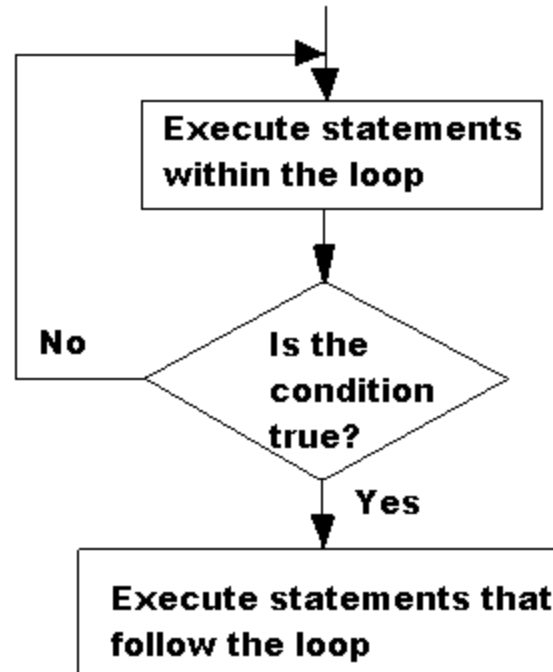 Execute statements
within the loop
No
Is the
condition
true?
Yes
Execute statements that
follow the loop